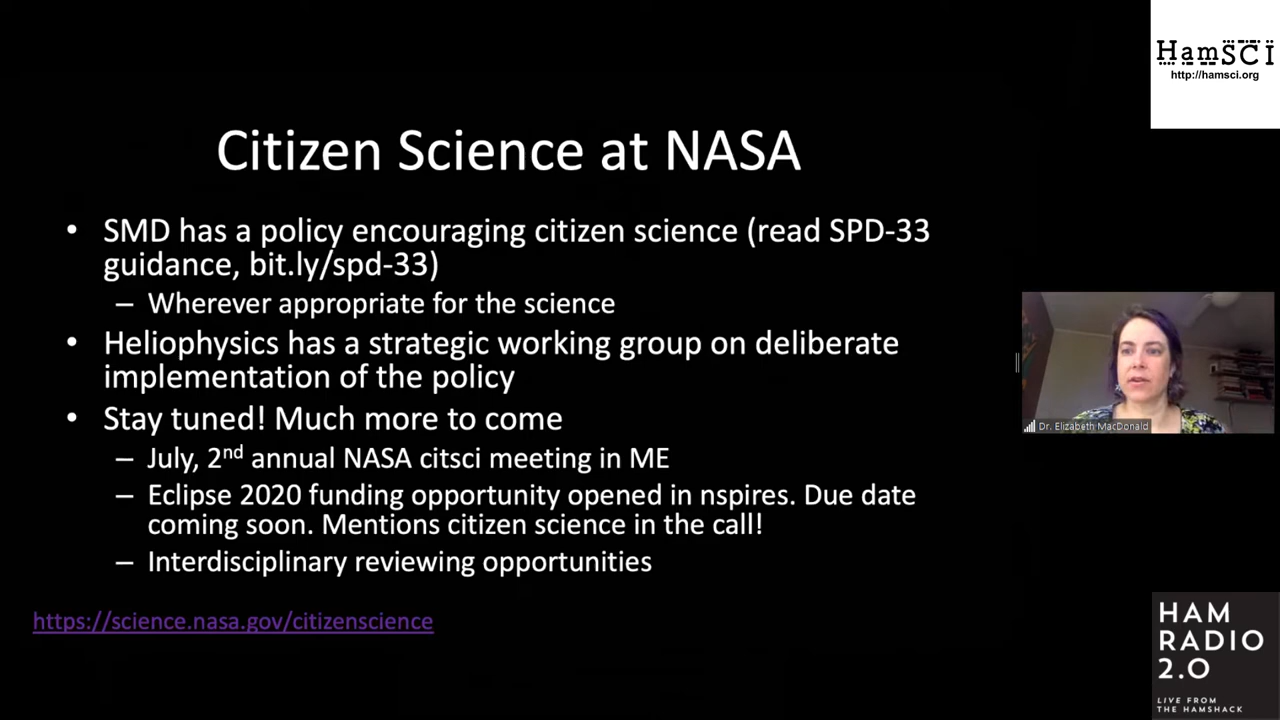 HamSCI
http://hamsci.org
Citizen Science at NASA
• SMD has a policy encouraging citizen science (read SPD-33
guidance, bit.ly/spd-33)
– Wherever appropriate for the science
• Heliophysics has a strategic working group on deliberate
implementation of the policy
• Stay tuned! Much more to come
– July, 2nd annual NASA citsci meeting in ME
– Eclipse 2020 funding opportunity opened in nspires. Due date
coming soon. Mentions citizen science in the call!
– Interdisciplinary reviewing opportunities
https://science.nasa.gov/citizenscience
Dr. Elizabeth MacDonald
HAM
RADIO
2.0
LIVE FROM
THE HAMSHACK